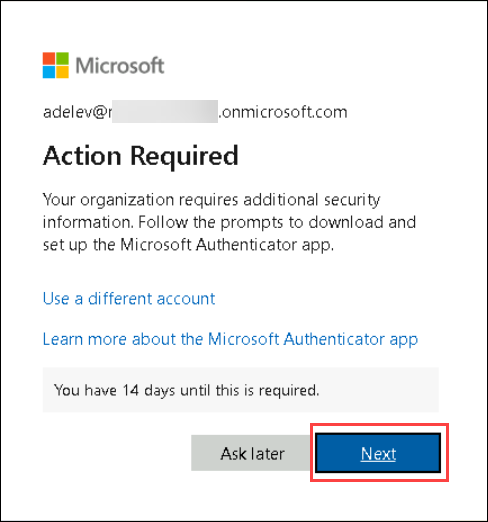 Microsoft
adelev@r .onmicrosoft.com
Action Required
Your organization requires additional security
information. Follow the prompts to download and
set up the Microsoft Authenticator app.
Use a different account
Learn more about the Microsoft Authenticator app
You have 14 days until this is required.
Ask later
Next